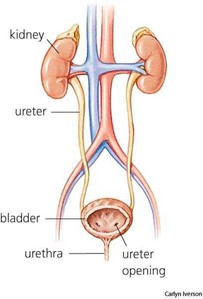 kidney
ureter
bladder
urethra
ureter
opening
Carlyn Iverson